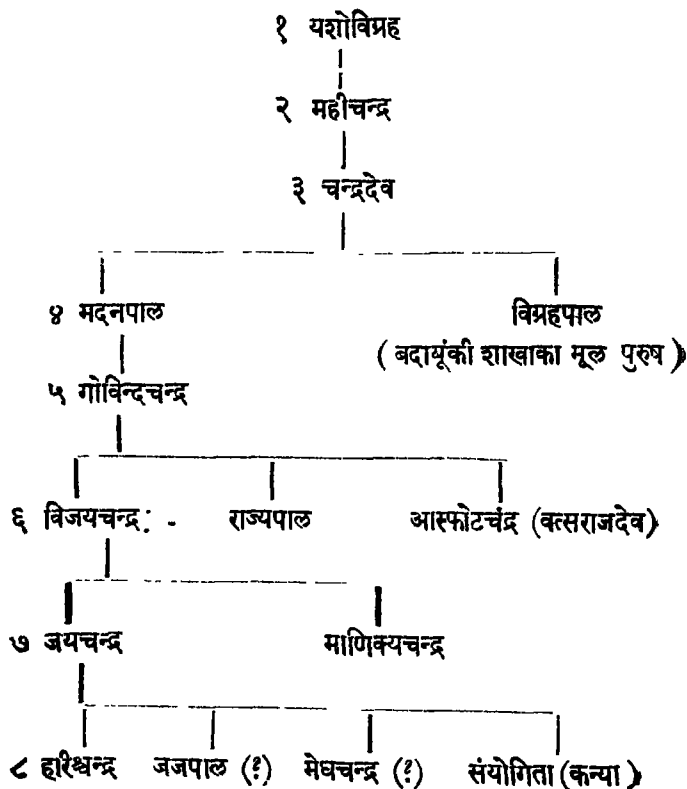 १ यशोविग्रह
२ महीचन्द्र
३ चन्द्रदेव
४ मदनपाल विग्रहपाल
( बदायूंकी शाखाका मूल पुरुष )
५ गोविन्दचन्द्र
६ विजयचन्द्र: - राज्यपाल आस्फोटचंद्र (वत्सराजदेव)
७ जयचन्द्र माणिक्यचन्द्र
८ हरिश्चन्द्र जजपाल (?) मेघचन्द्र (?) संयोगिता (कन्या)